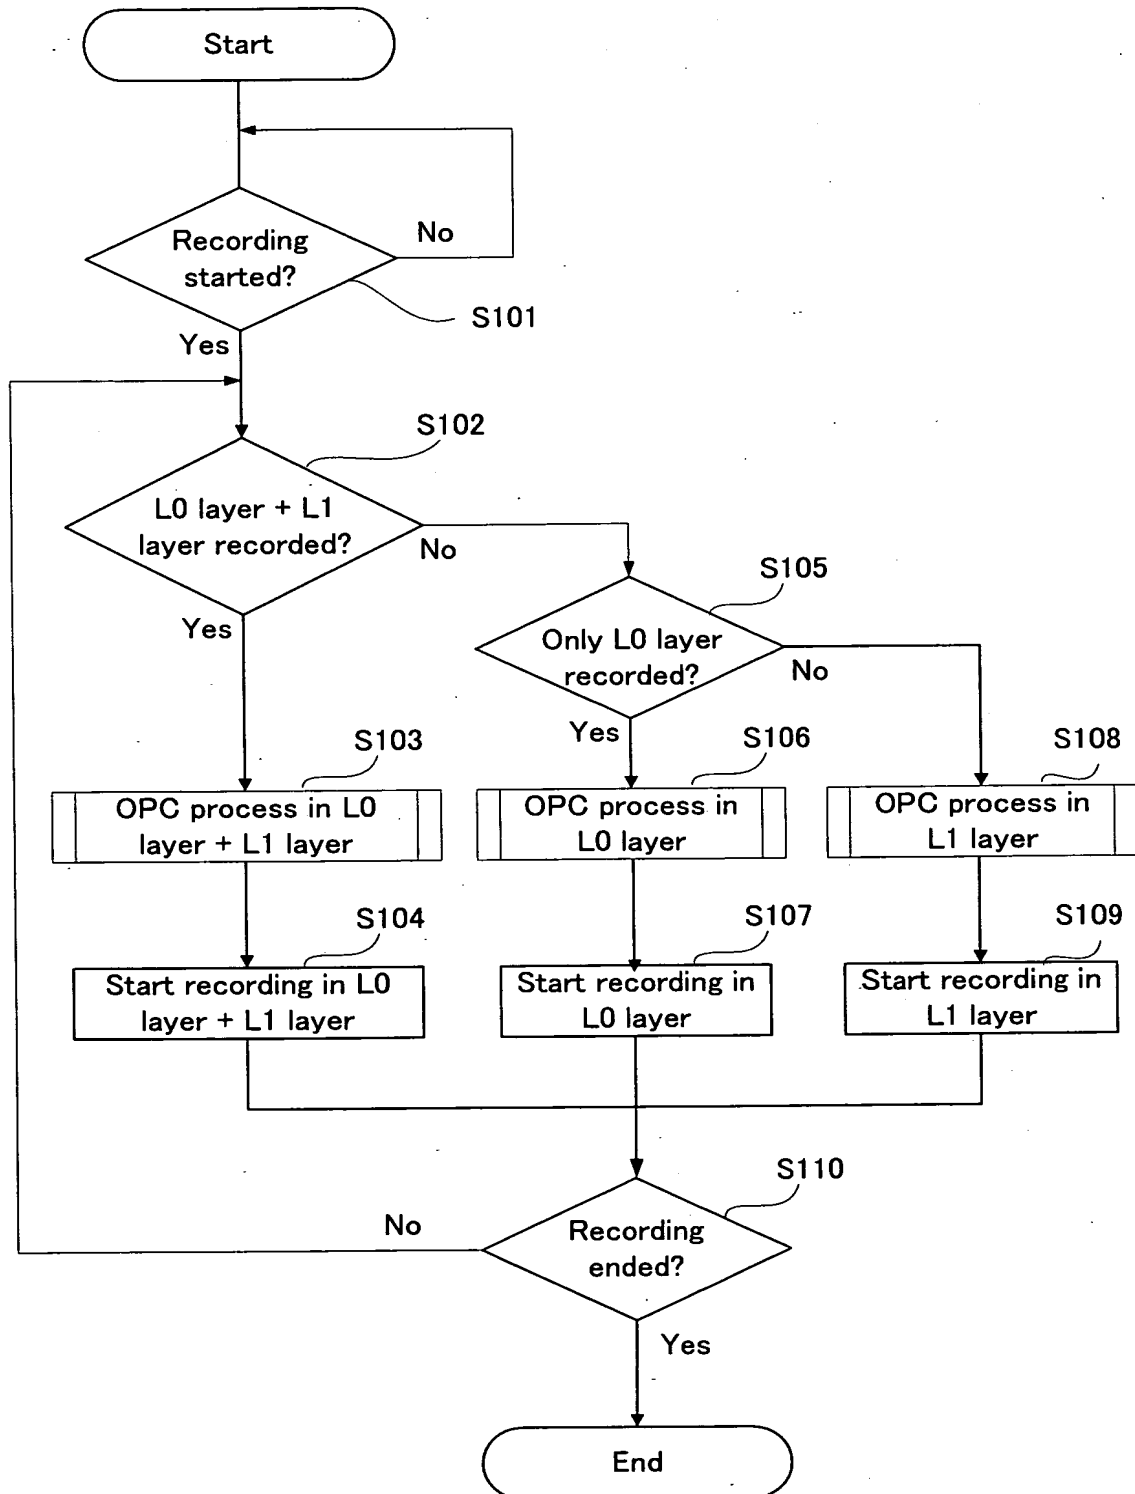 Start
Recording
started?
No
S101
Yes
S102
L0 layer + L1
layer recorded?
No
Yes
S105
Only L0 layer
recorded?
No
Yes
S103
OPC process in L0
layer + L1 layer
S106
OPC process in
L0 layer
S108
OPC process in
L1 layer
S104
Start recording in L0
layer + L1 layer
S107
Start recording in
L0 layer
S109
Start recording in
L1 layer
S110
Recording
ended?
No
Yes
End